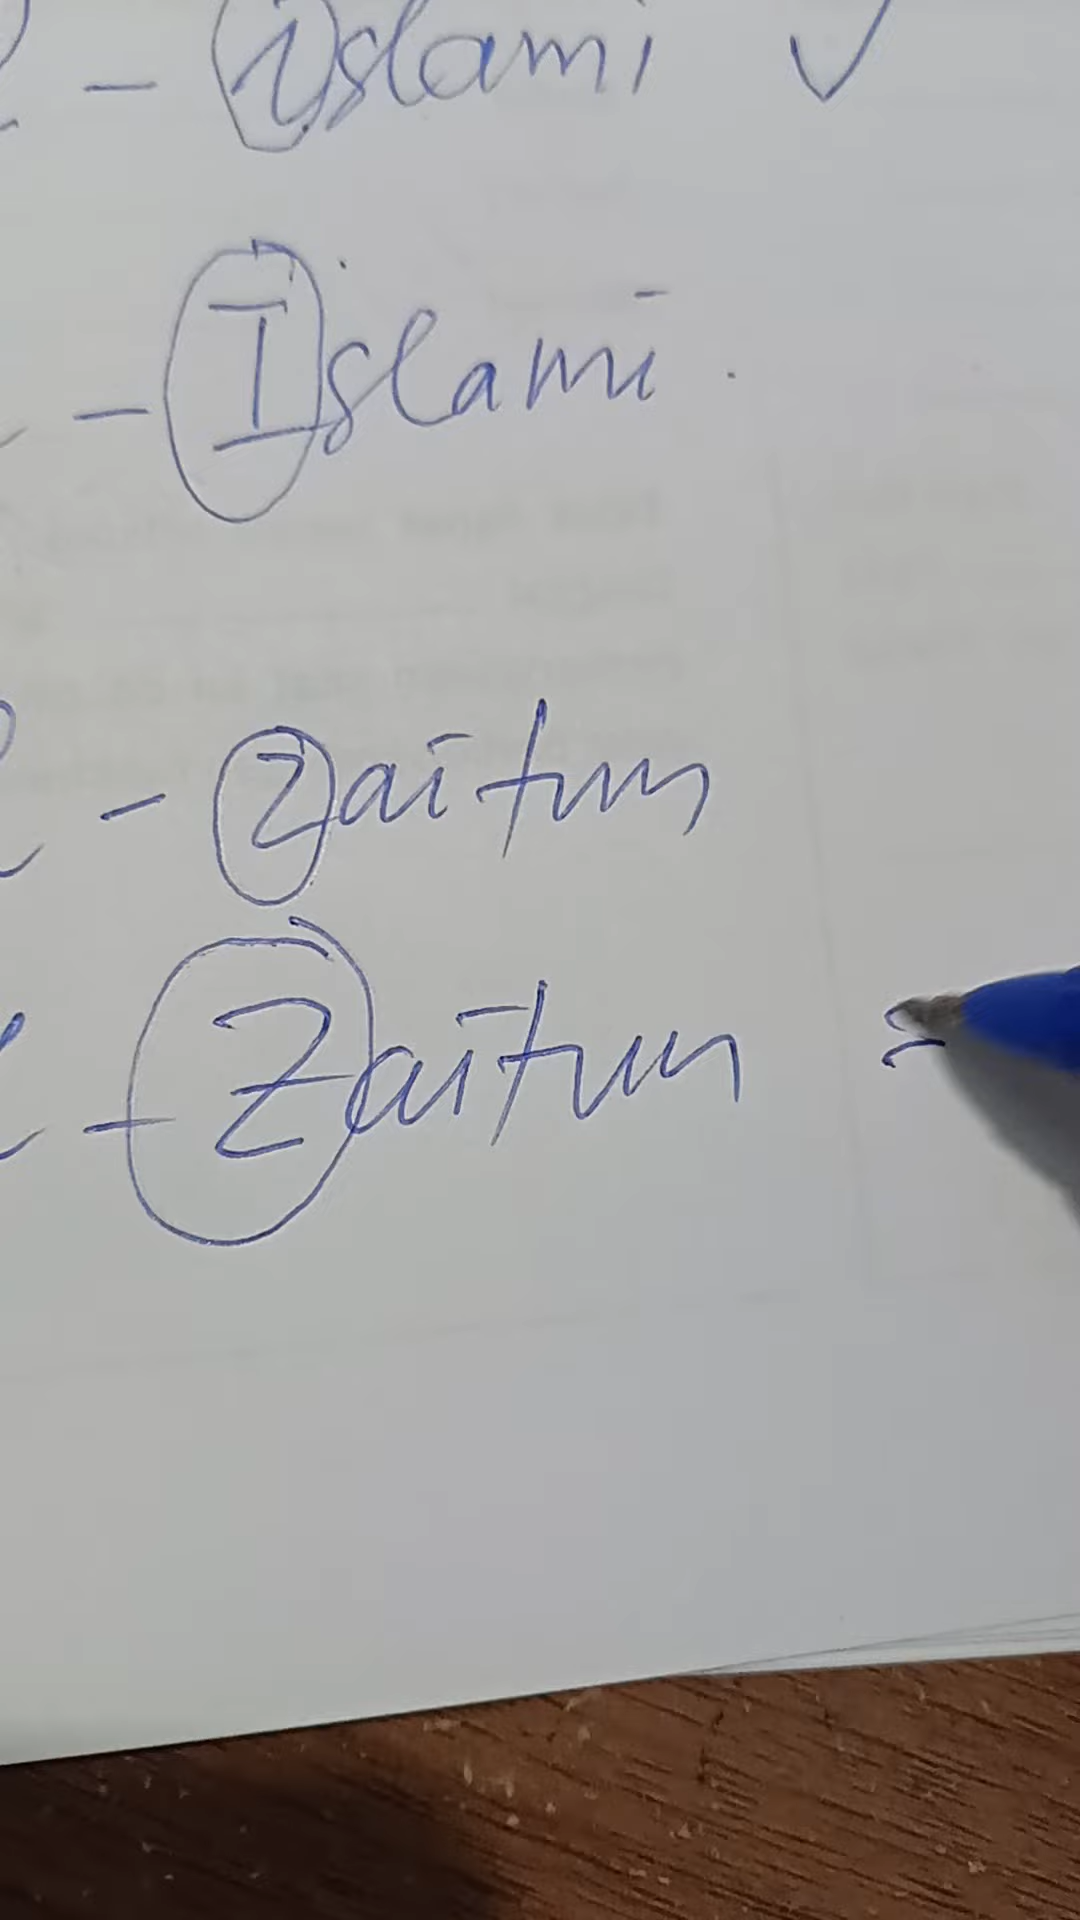 - islami ✓
- Islami
- Zaitun
- Zaitun =